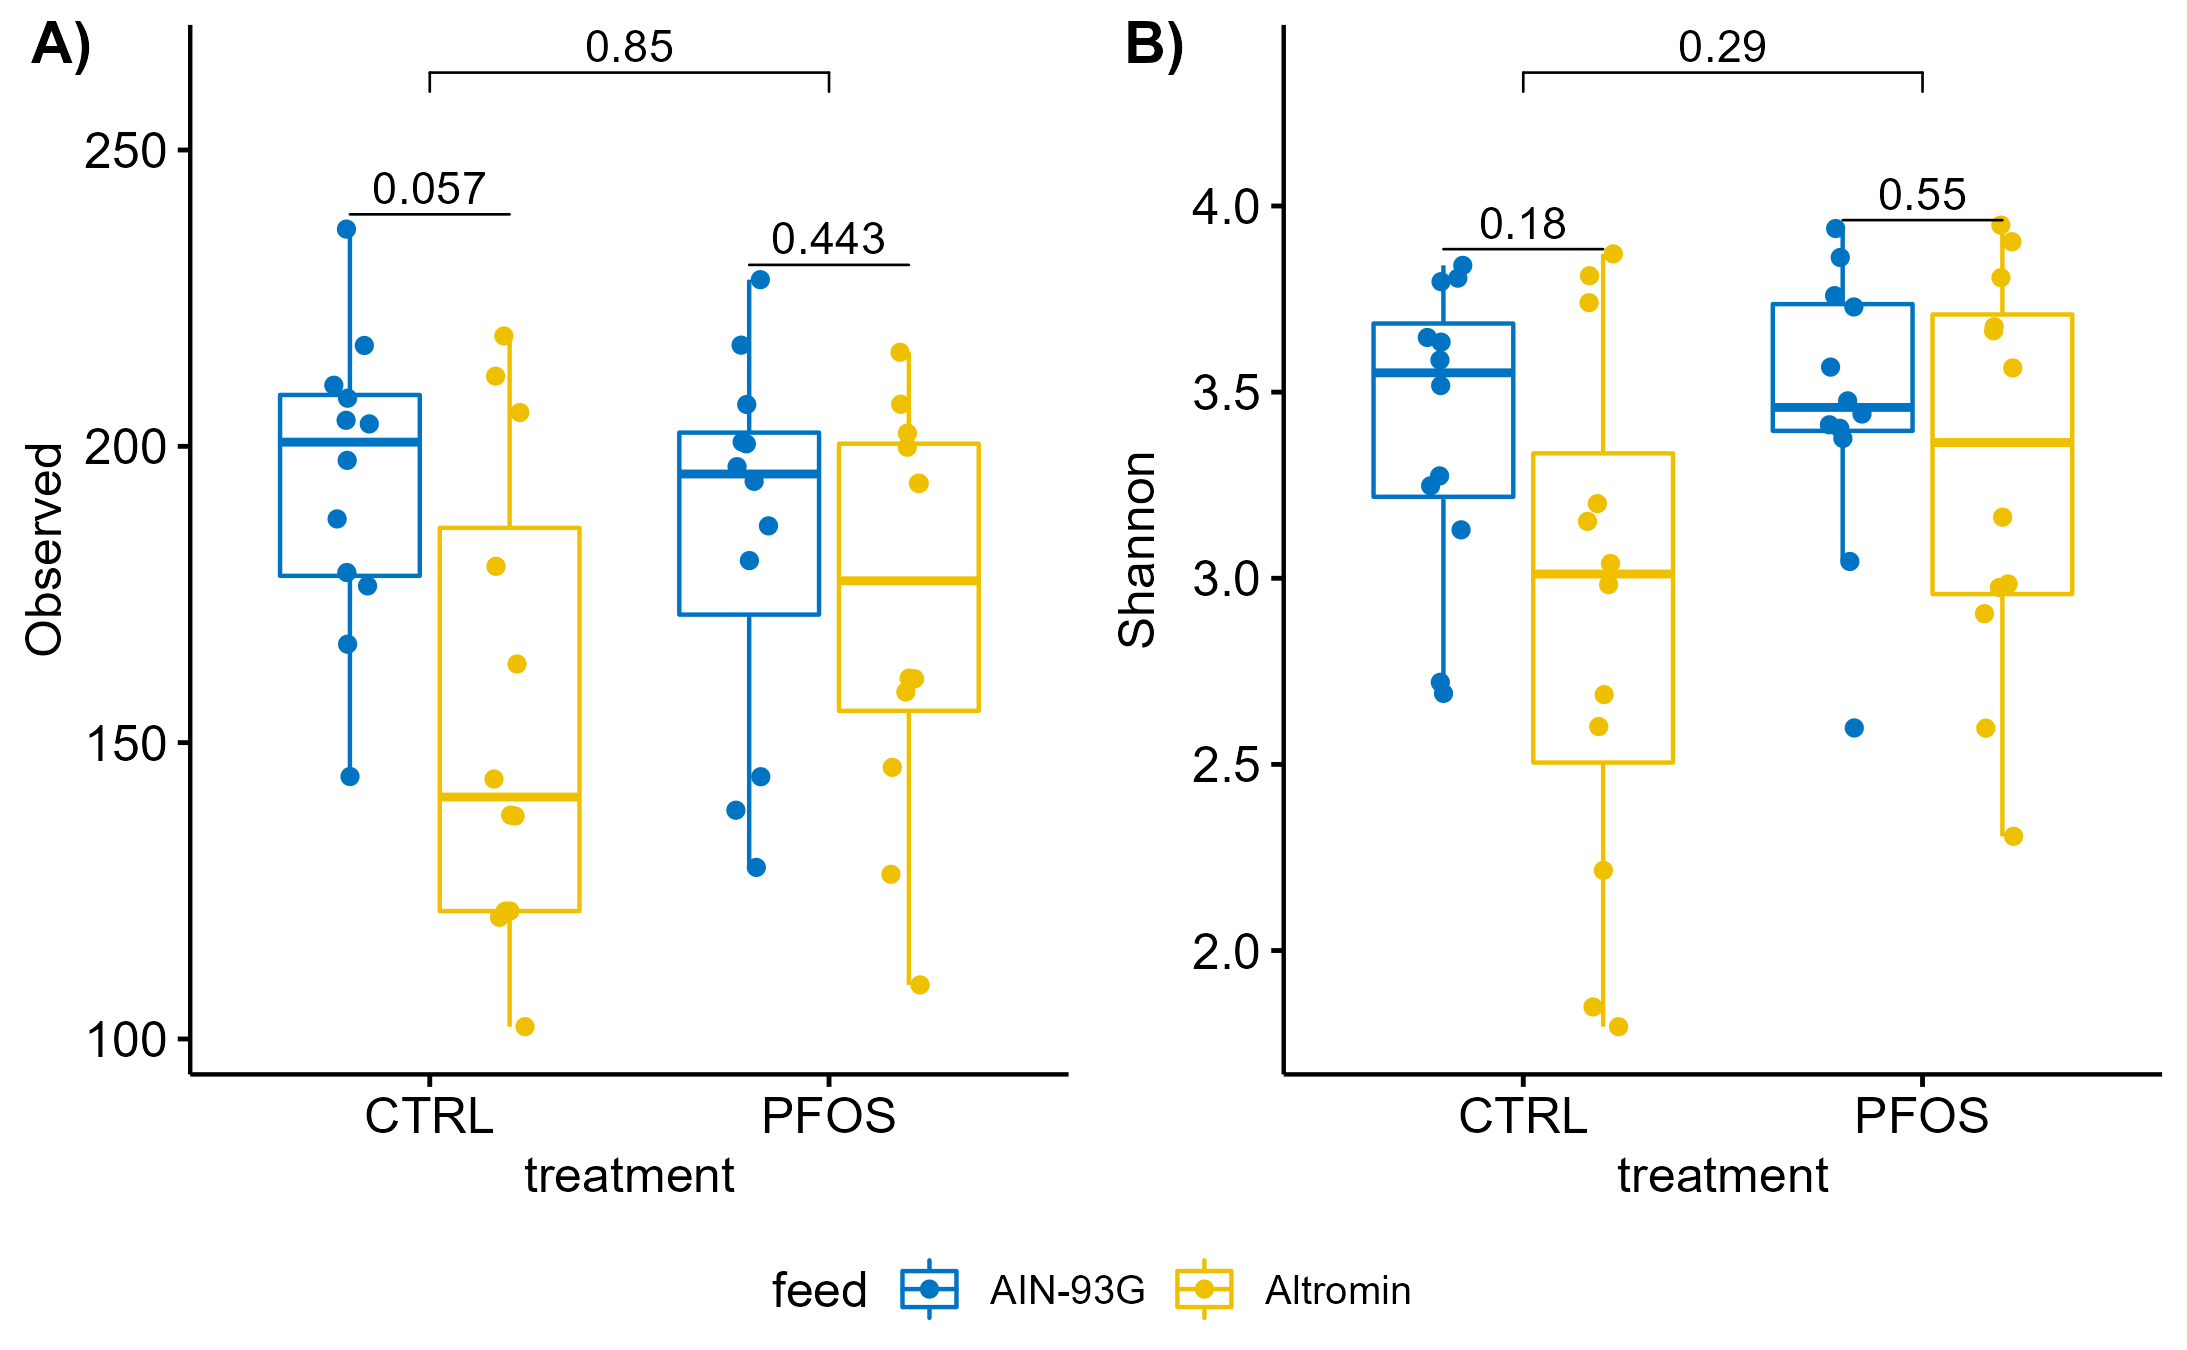 A)
0.85
250
0.057
0.443
200
150
100
Observed
CTRL PFOS
treatment
B)
0.29
4.0
0.18
0.55
3.5
3.0
2.5
2.0
Shannon
CTRL PFOS
treatment
feed AIN-93G Altromin